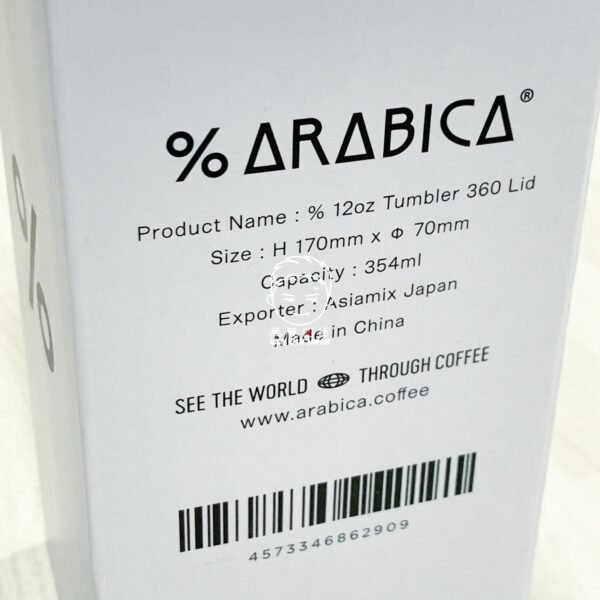 % ARABICA®
Product Name : % 12oz Tumbler 360 Lid
Size : H 170mm x Φ 70mm
Capacity : 354ml
Exporter : Asiamix Japan
Made in China
SEE THE WORLD THROUGH COFFEE
www.arabica.coffee
4573346862909
%